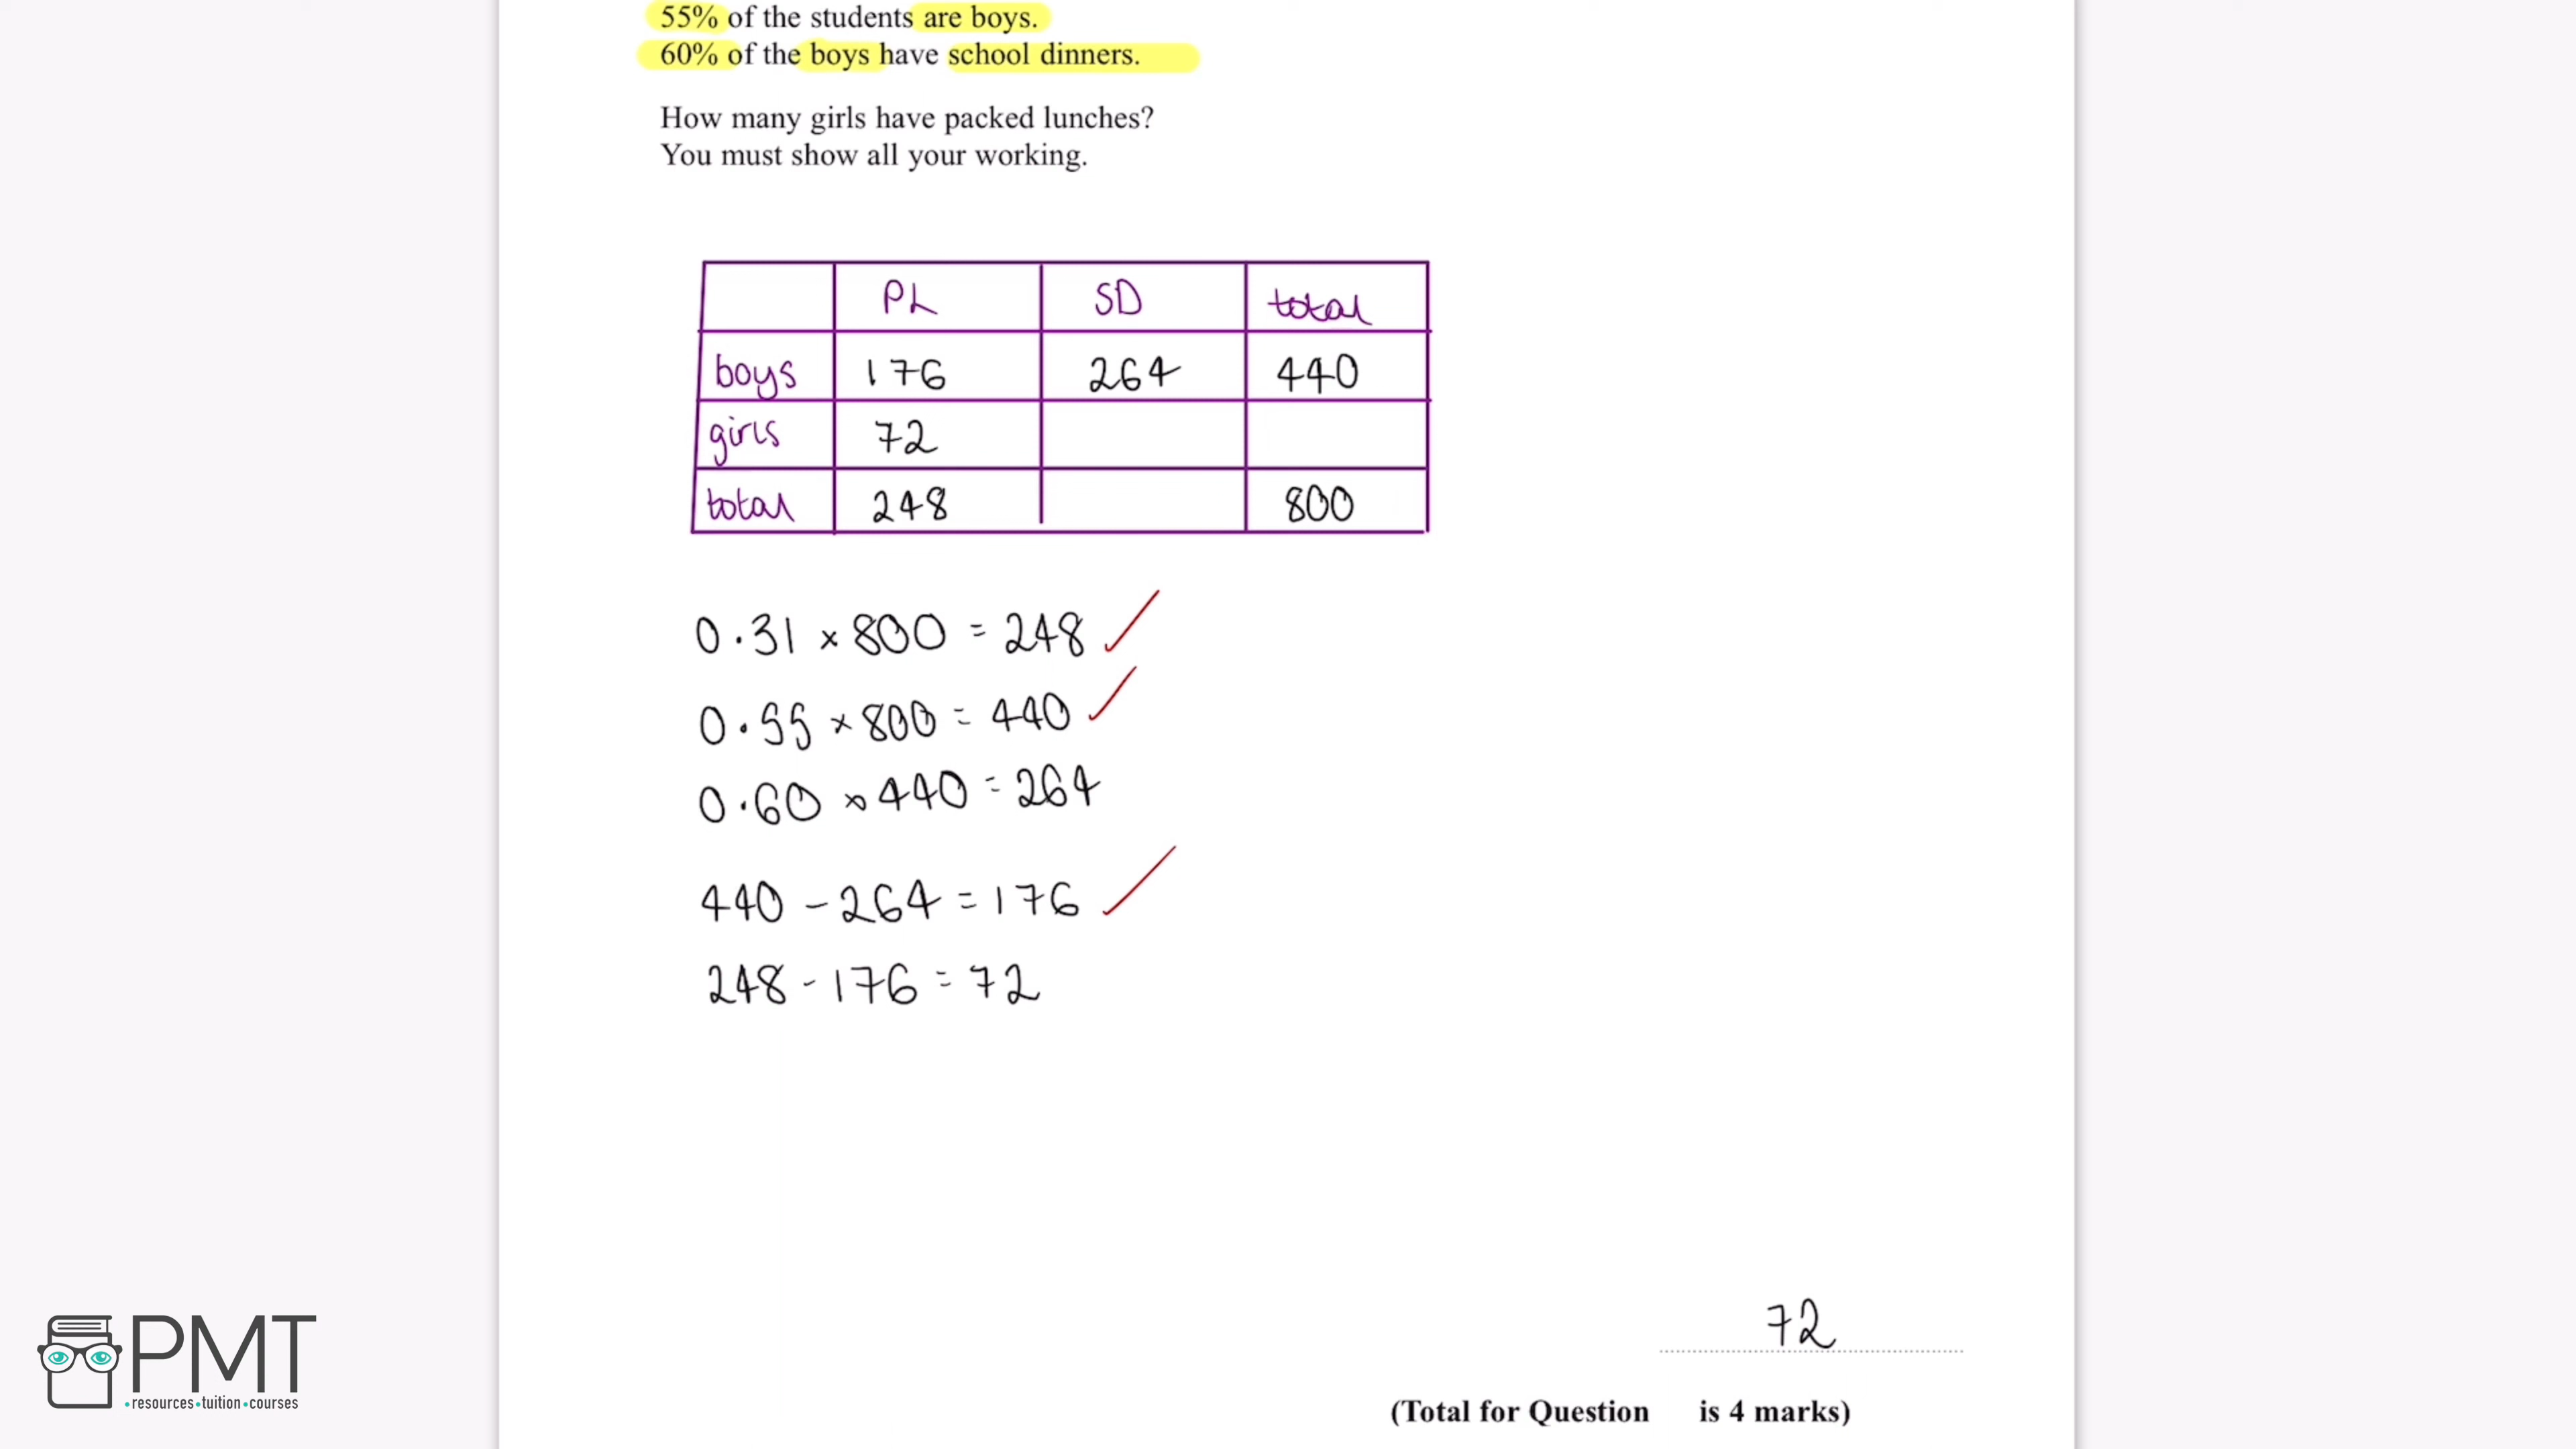 55% of the students are boys.
60% of the boys have school dinners.
How many girls have packed lunches?
You must show all your working.
PL SD total
boys 176 264 440
girls 72
total 248 800
0.31 × 800 = 248 ✓
0.55 × 800 = 440 ✓
0.60 × 440 = 264
440 - 264 = 176 ✓
248 - 176 = 72
72
(Total for Question is 4 marks)
PMT
•resources•tuition•courses